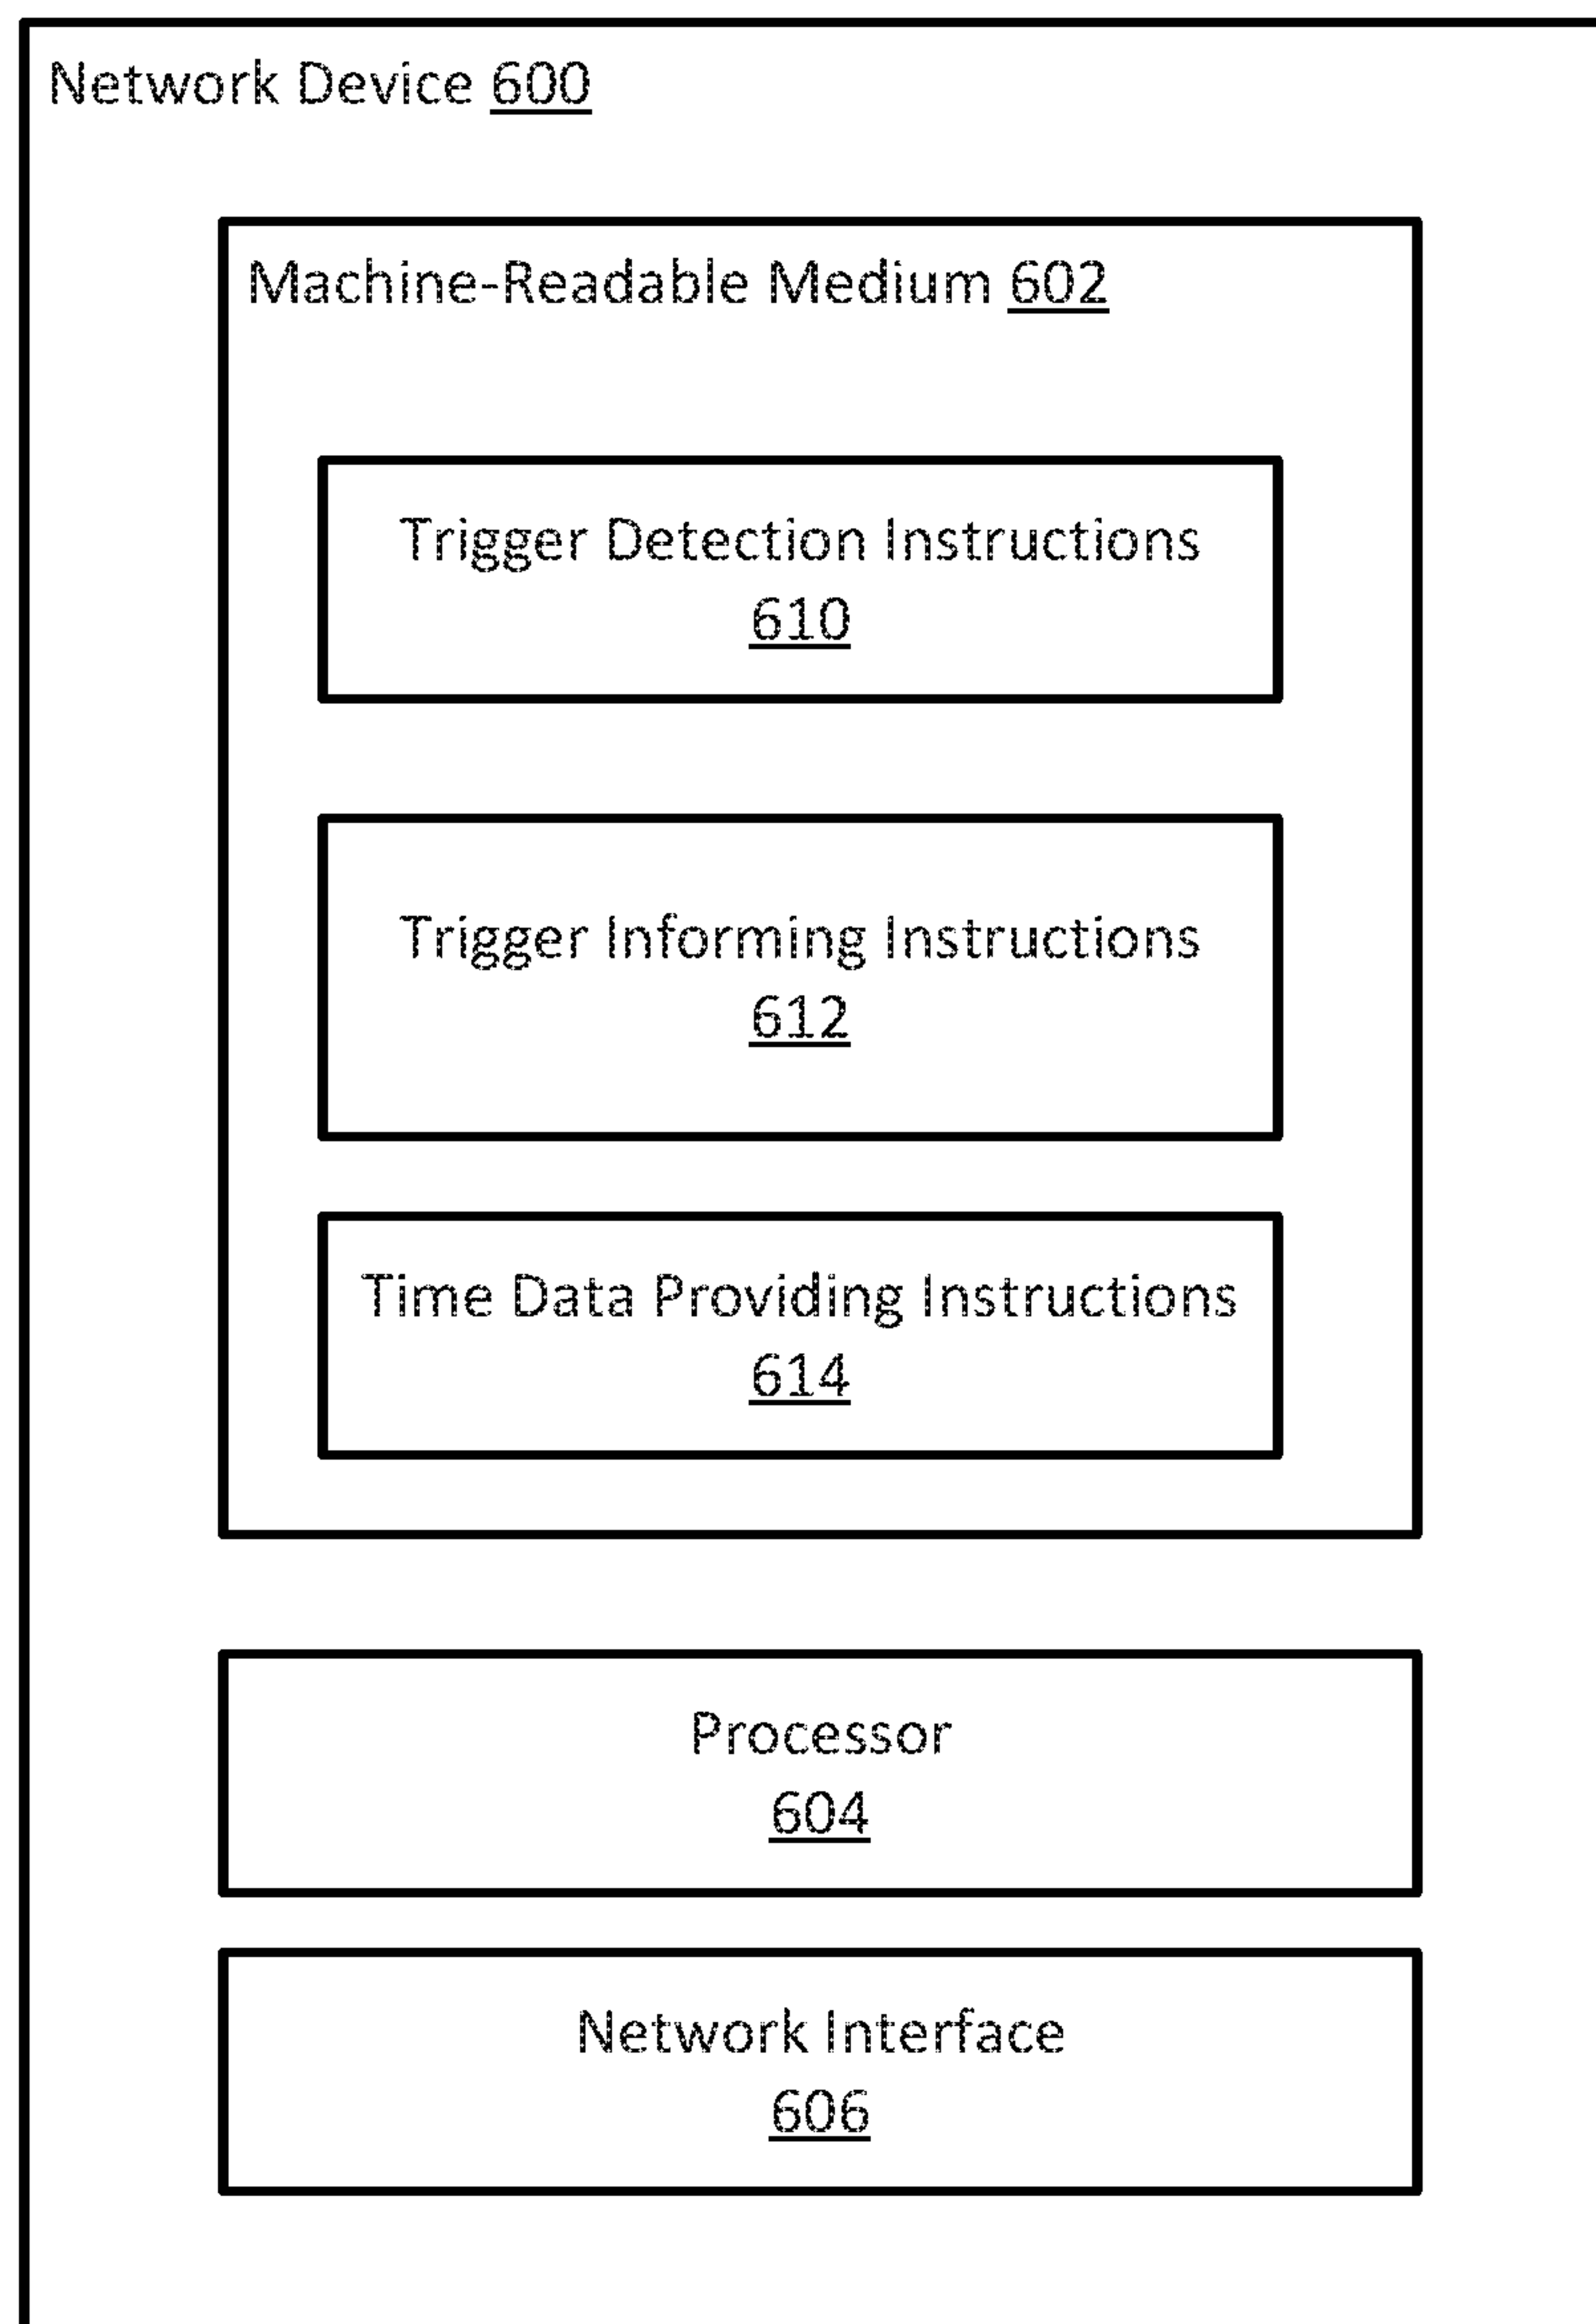 Network Device 600
Machine-Readable Medium 602
Trigger Detection Instructions
610
Trigger Informing Instructions
612
Time Data Providing Instructions
614
Processor
604
Network Interface
606